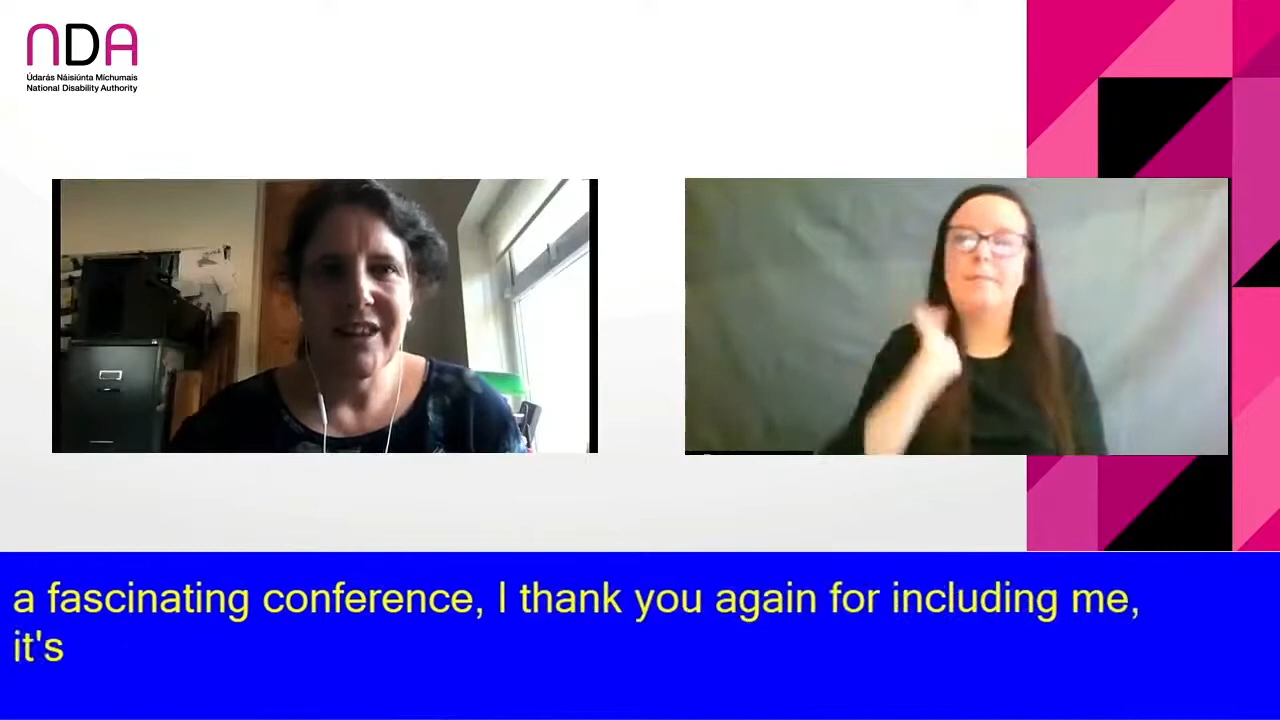 NDA
Údarás Náisiúnta Míchumais
National Disability Authority
a fascinating conference, I thank you again for including me,
it's